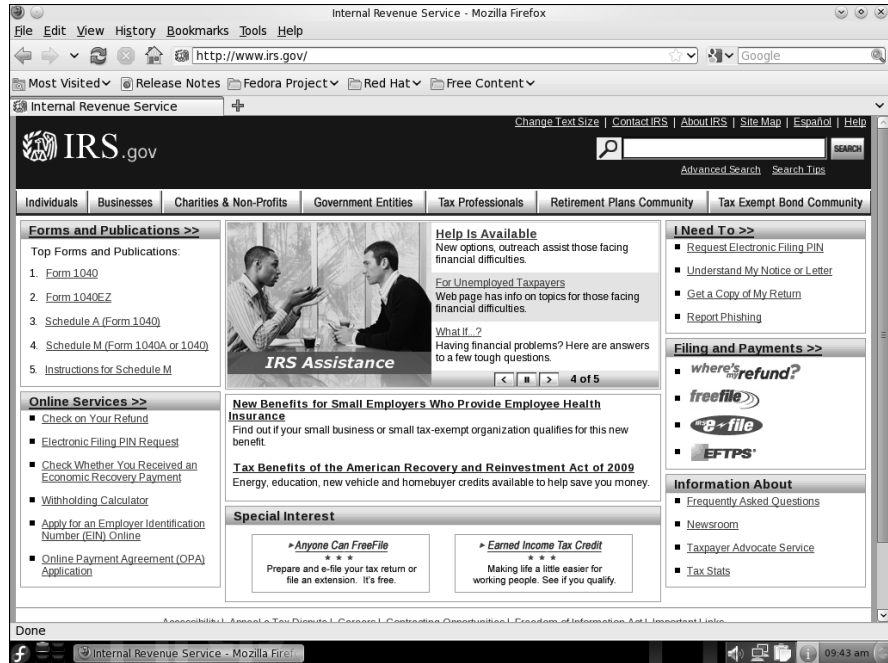 Internal Revenue Service - Mozilla Firefox
File Edit View History Bookmarks Tools Help
http://www.irs.gov/
Google
Most Visited Release Notes Fedora Project Red Hat Free Content
Internal Revenue Service
Change Text Size | Contact IRS | About IRS | Site Map | Español | Help
IRS.gov
SEARCH
Advanced Search Search Tips
Individuals Businesses Charities & Non-Profits Government Entities Tax Professionals Retirement Plans Community Tax Exempt Bond Community
Forms and Publications >>
Top Forms and Publications:
1. Form 1040
2. Form 1040EZ
3. Schedule A (Form 1040)
4. Schedule M (Form 1040A or 1040)
5. Instructions for Schedule M
Online Services >>
Check on Your Refund
Electronic Filing PIN Request
Check Whether You Received an
Economic Recovery Payment
Withholding Calculator
Apply for an Employer Identification
Number (EIN) Online
Online Payment Agreement (OPA)
Application
IRS Assistance
Help Is Available
New options, outreach assist those facing
financial difficulties.
For Unemployed Taxpayers
Web page has info on topics for those facing
financial difficulties.
What If...?
Having financial problems? Here are answers
to a few tough questions.
4 of 5
New Benefits for Small Employers Who Provide Employee Health
Insurance
Find out if your small business or small tax-exempt organization qualifies for this new
benefit.
Tax Benefits of the American Recovery and Reinvestment Act of 2009
Energy, education, new vehicle and homebuyer credits available to help save you money.
Special Interest
Anyone Can FreeFile
* * *
Prepare and e-file your tax return or
file an extension. It's free.
Earned Income Tax Credit
* * *
Making life a little easier for
working people. See if you qualify.
I Need To >>
Request Electronic Filing PIN
Understand My Notice or Letter
Get a Copy of My Return
Report Phishing
Filing and Payments >>
where's my refund?
freefile
IRS e-file
EFTPS
Information About
Frequently Asked Questions
Newsroom
Taxpayer Advocate Service
Tax Stats
Accessibility | Appeal a Tax Dispute | Careers | Contracting Opportunities | Freedom of Information Act | Important Links
Done
Internal Revenue Service - Mozilla Firef
09:43 am